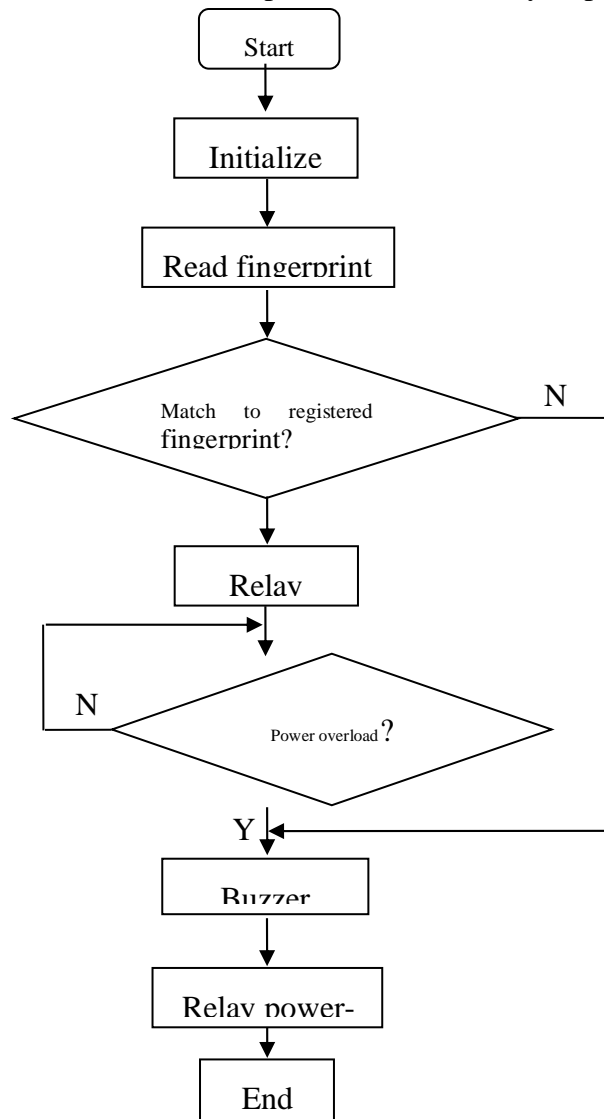 Start
Initialize
Read fingerprint
Match to registered
fingerprint?
N
Relay
N
Power overload?
Y
Buzzer
Relay power-
End